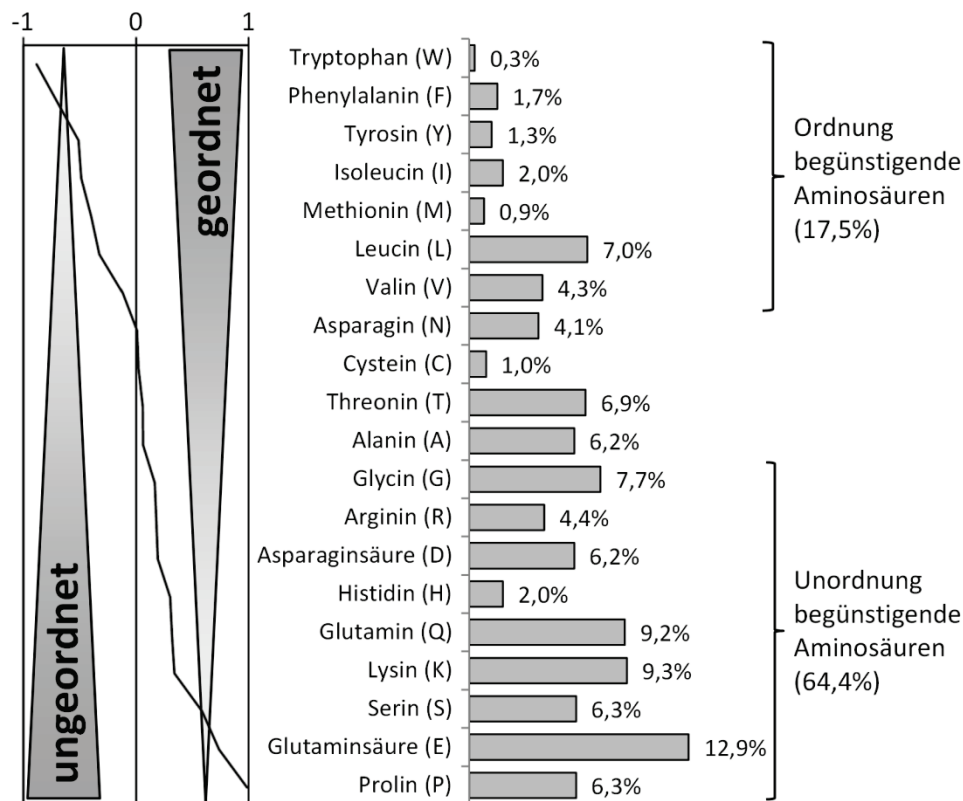 -1 0 1
geordnet
ungeordnet
Tryptophan (W) 0,3%
Phenylalanin (F) 1,7%
Tyrosin (Y) 1,3%
Isoleucin (I) 2,0%
Methionin (M) 0,9%
Leucin (L) 7,0%
Valin (V) 4,3%
Asparagin (N) 4,1%
Cystein (C) 1,0%
Threonin (T) 6,9%
Alanin (A) 6,2%
Glycin (G) 7,7%
Arginin (R) 4,4%
Asparaginsäure (D) 6,2%
Histidin (H) 2,0%
Glutamin (Q) 9,2%
Lysin (K) 9,3%
Serin (S) 6,3%
Glutaminsäure (E) 12,9%
Prolin (P) 6,3%
Ordnung
begünstigende
Aminosäuren
(17,5%)
Unordnung
begünstigende
Aminosäuren
(64,4%)